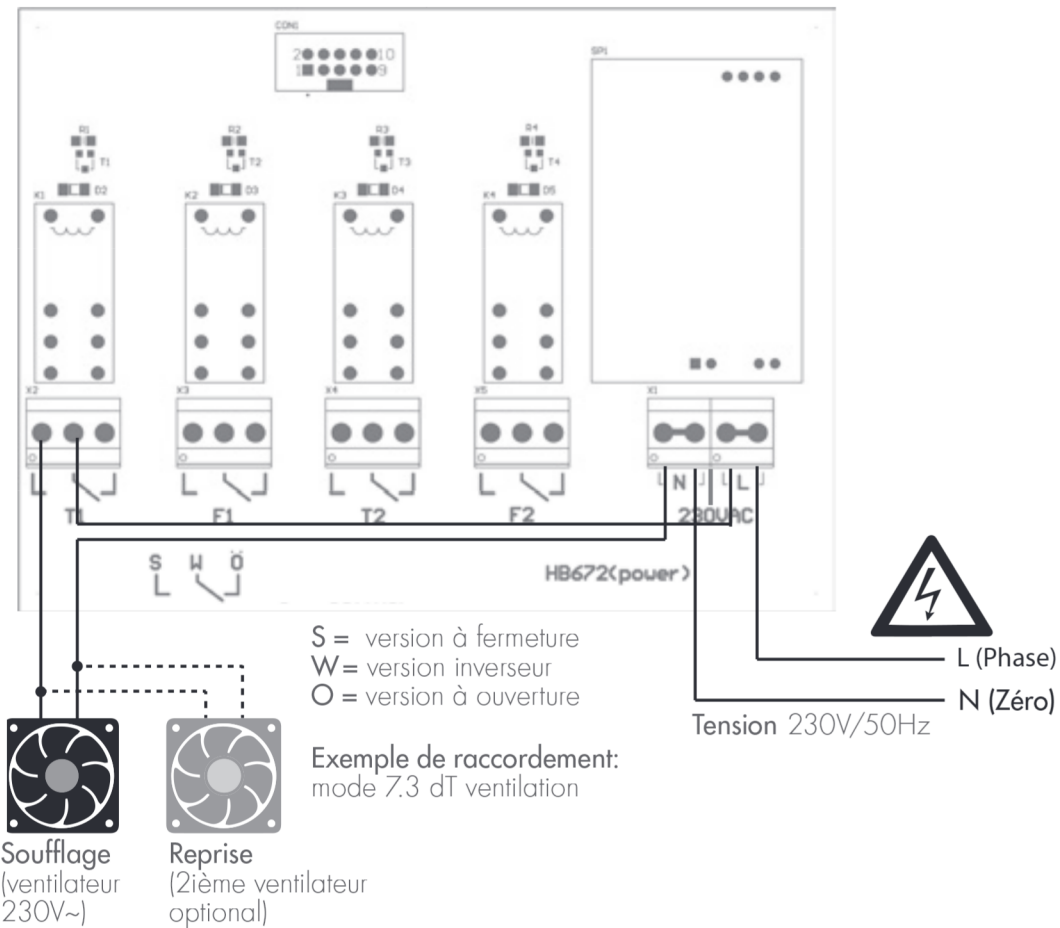 CON1
2 10
1 9
SP1
R1 R2 R3 R4
T1 T2 T3 T4
D2 D3 D4 D5
K1 K2 K3 K4
X2 X3 X4 X5 X1
N L
T1 F1 T2 F2 230VAC
S W Ö
HB672(power)
S = version à fermeture
W = version inverseur
O = version à ouverture
L (Phase)
N (Zéro)
Tension 230V/50Hz
Exemple de raccordement:
mode 7.3 dT ventilation
Soufflage
(ventilateur
230V~)
Reprise
(2ième ventilateur
optional)